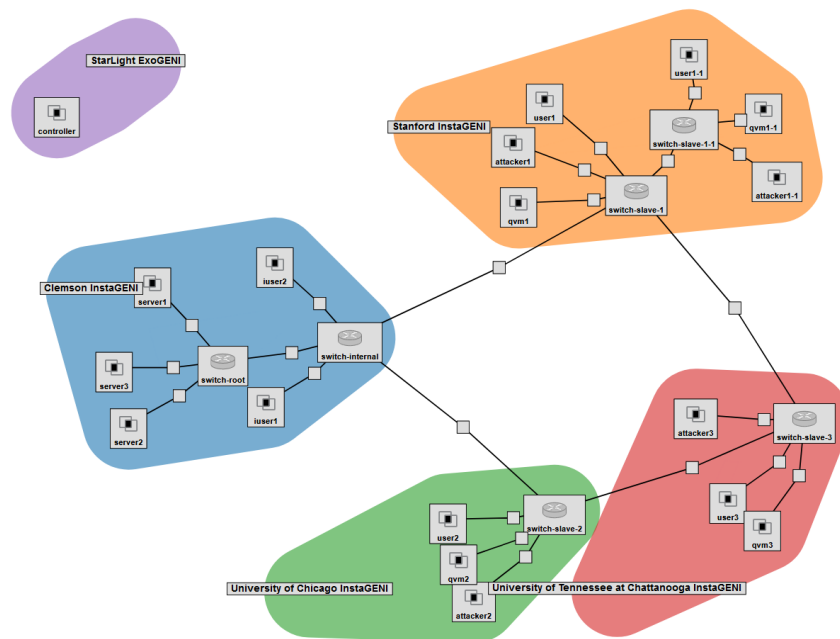 StarLight ExoGENI
controller
user1-1
user1
qvm1-1
Stanford InstaGENI
switch-slave-1-1
attacker1
attacker1-1
switch-slave-1
qvm1
iuser2
Clemson InstaGENI
server1
switch-internal
switch-root
server3
iuser1
server2
attacker3
switch-slave-3
user3
switch-slave-2
user2
qvm3
qvm2
University of Chicago InstaGENI
University of Tennessee at Chattanooga InstaGENI
attacker2